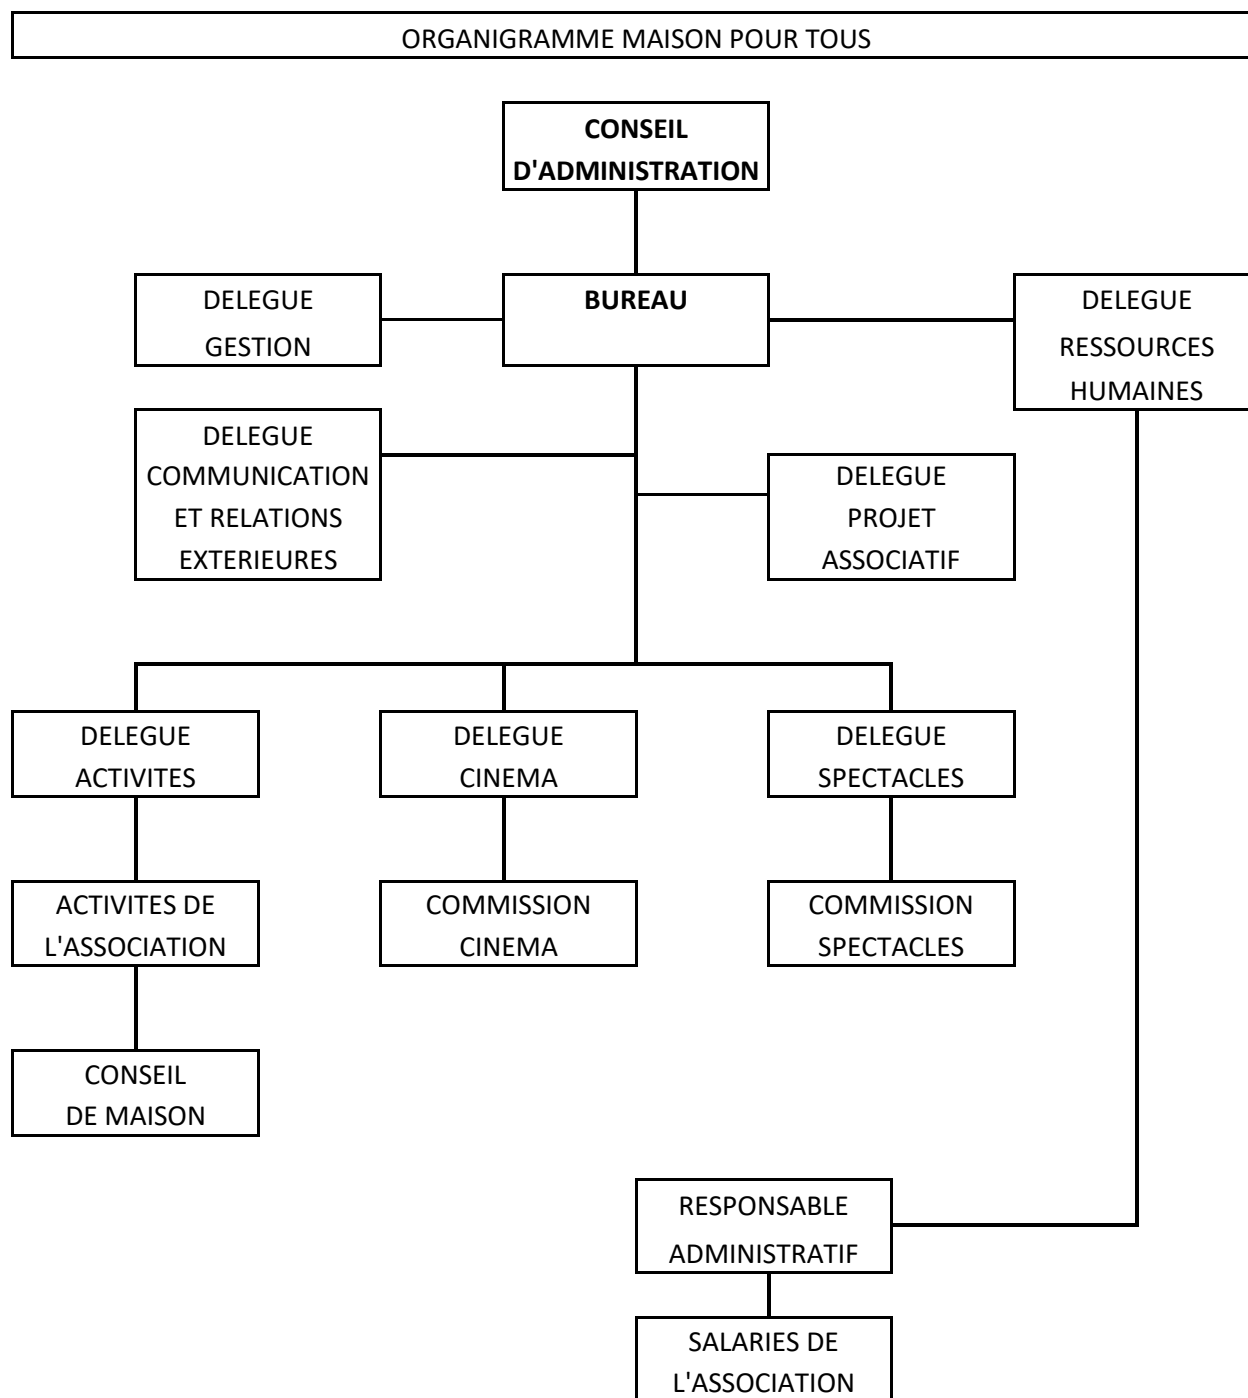 ORGANIGRAMME MAISON POUR TOUS
CONSEIL
D'ADMINISTRATION
DELEGUE
GESTION
BUREAU
DELEGUE
RESSOURCES
HUMAINES
DELEGUE
COMMUNICATION
ET RELATIONS
EXTERIEURES
DELEGUE
PROJET
ASSOCIATIF
DELEGUE
ACTIVITES
DELEGUE
CINEMA
DELEGUE
SPECTACLES
ACTIVITES DE
L'ASSOCIATION
COMMISSION
CINEMA
COMMISSION
SPECTACLES
CONSEIL
DE MAISON
RESPONSABLE
ADMINISTRATIF
SALARIES DE
L'ASSOCIATION